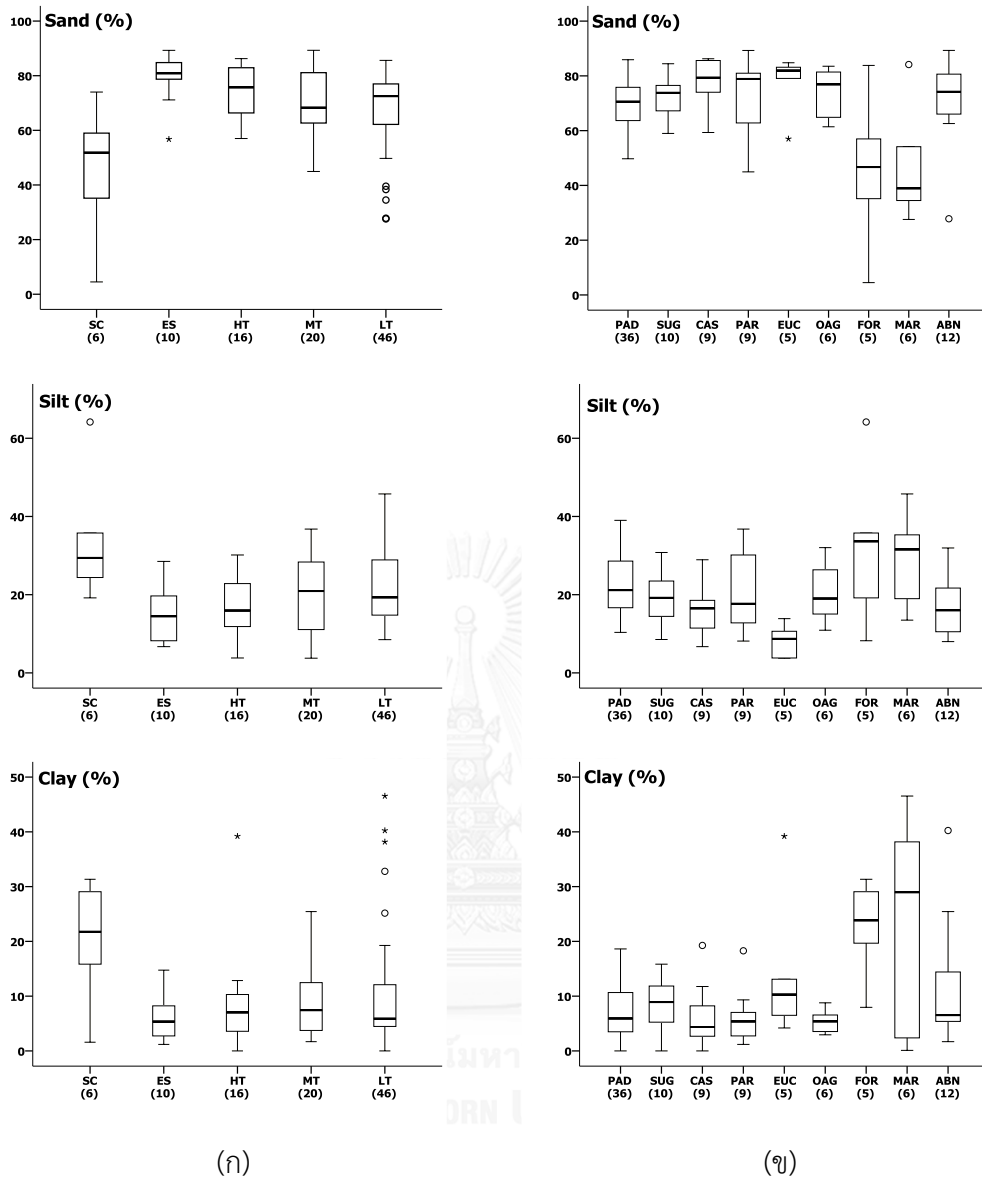 Sand (%)
100
80
60
40
20
0
SC ES HT MT LT
(6) (10) (16) (20) (46)
Sand (%)
100
80
60
40
20
0
PAD SUG CAS PAR EUC OAG FOR MAR ABN
(36) (10) (9) (9) (5) (6) (5) (6) (12)
Silt (%)
60
40
20
0
SC ES HT MT LT
(6) (10) (16) (20) (46)
Silt (%)
60
40
20
0
PAD SUG CAS PAR EUC OAG FOR MAR ABN
(36) (10) (9) (9) (5) (6) (5) (6) (12)
Clay (%)
50
40
30
20
10
0
SC ES HT MT LT
(6) (10) (16) (20) (46)
Clay (%)
50
40
30
20
10
0
PAD SUG CAS PAR EUC OAG FOR MAR ABN
(36) (10) (9) (9) (5) (6) (5) (6) (12)
(ก) (ข)